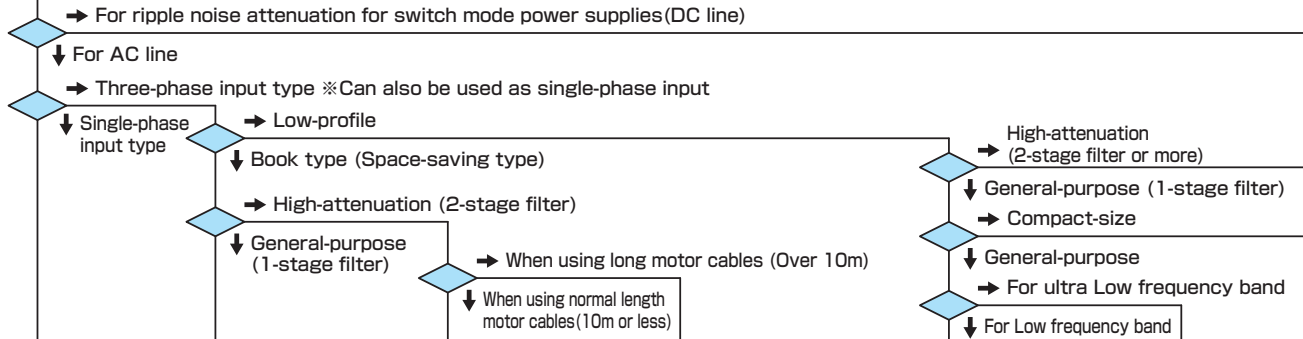 ➡ For ripple noise attenuation for switch mode power supplies(DC line)
⬇ For AC line
➡ Three-phase input type ※Can also be used as single-phase input
⬇ Single-phase
input type
➡ Low-profile
⬇ Book type (Space-saving type)
➡ High-attenuation (2-stage filter)
⬇ General-purpose
(1-stage filter)
➡ When using long motor cables (Over 10m)
⬇ When using normal length
motor cables(10m or less)
➡ High-attenuation
(2-stage filter or more)
⬇ General-purpose (1-stage filter)
➡ Compact-size
⬇ General-purpose
➡ For ultra Low frequency band
⬇ For Low frequency band